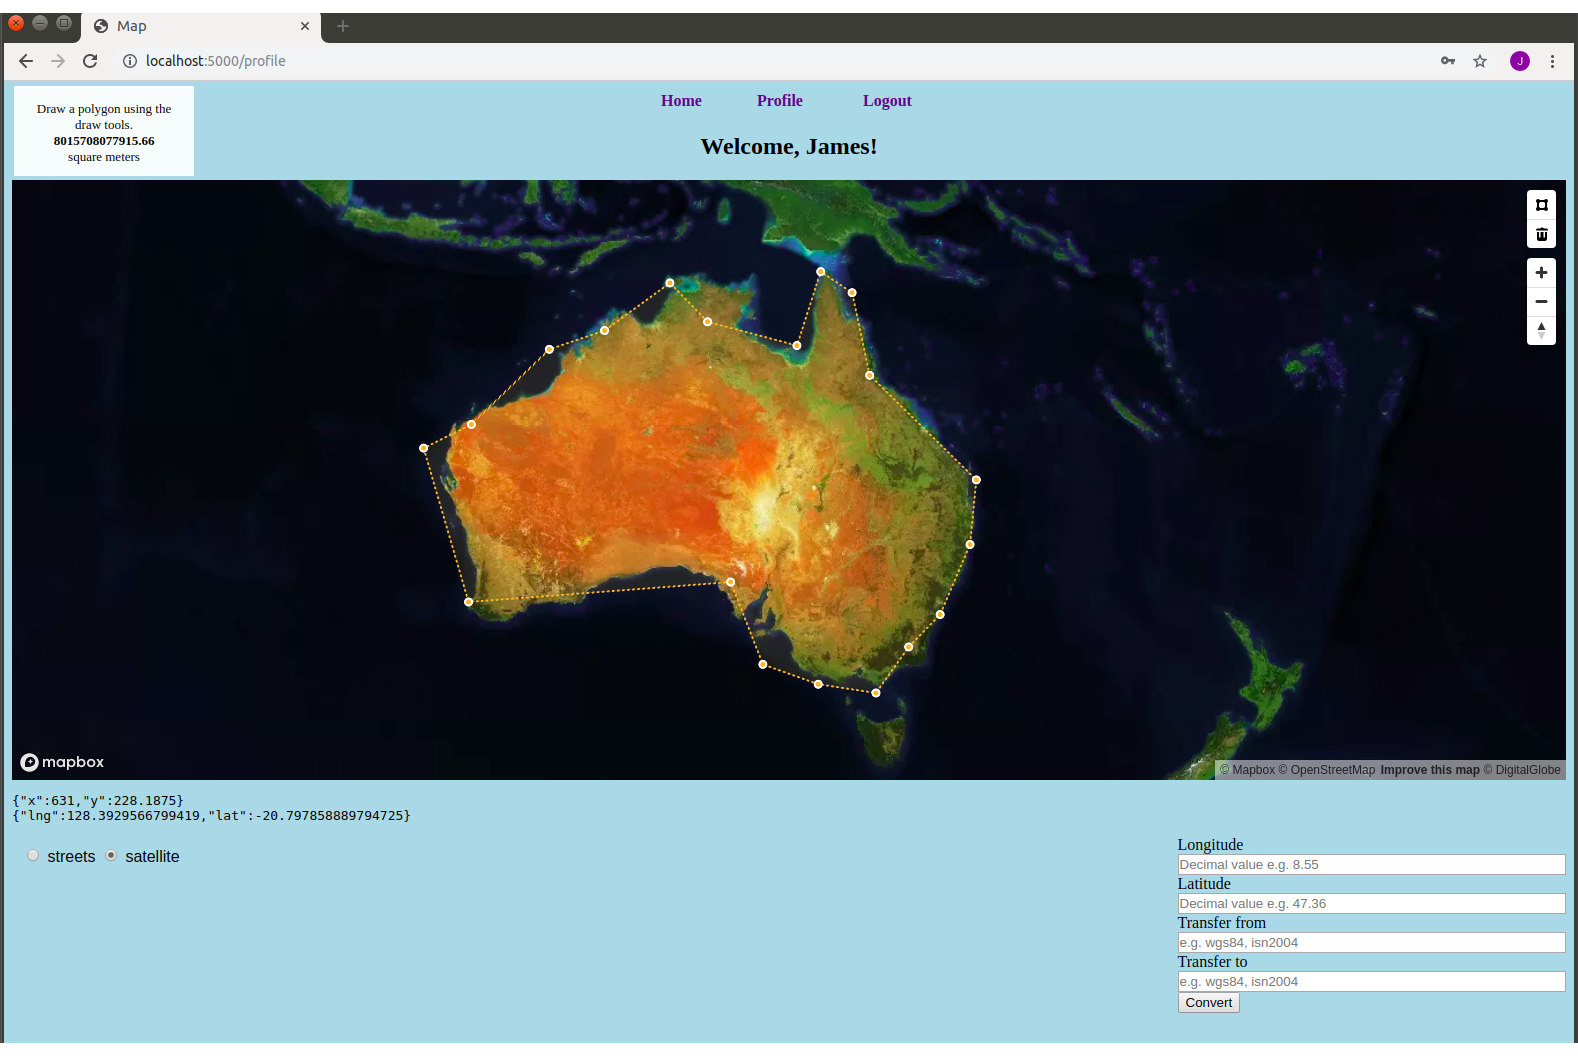 Map
localhost:5000/profile
J
Draw a polygon using the
draw tools.
8015708077915.66
square meters
Home Profile Logout
Welcome, James!
mapbox
© Mapbox © OpenStreetMap Improve this map © DigitalGlobe
{"x":631,"y":228.1875}
{"lng":128.3929566799419,"lat":-20.797858889794725}
streets satellite
Longitude
Decimal value e.g. 8.55
Latitude
Decimal value e.g. 47.36
Transfer from
e.g. wgs84, isn2004
Transfer to
e.g. wgs84, isn2004
Convert